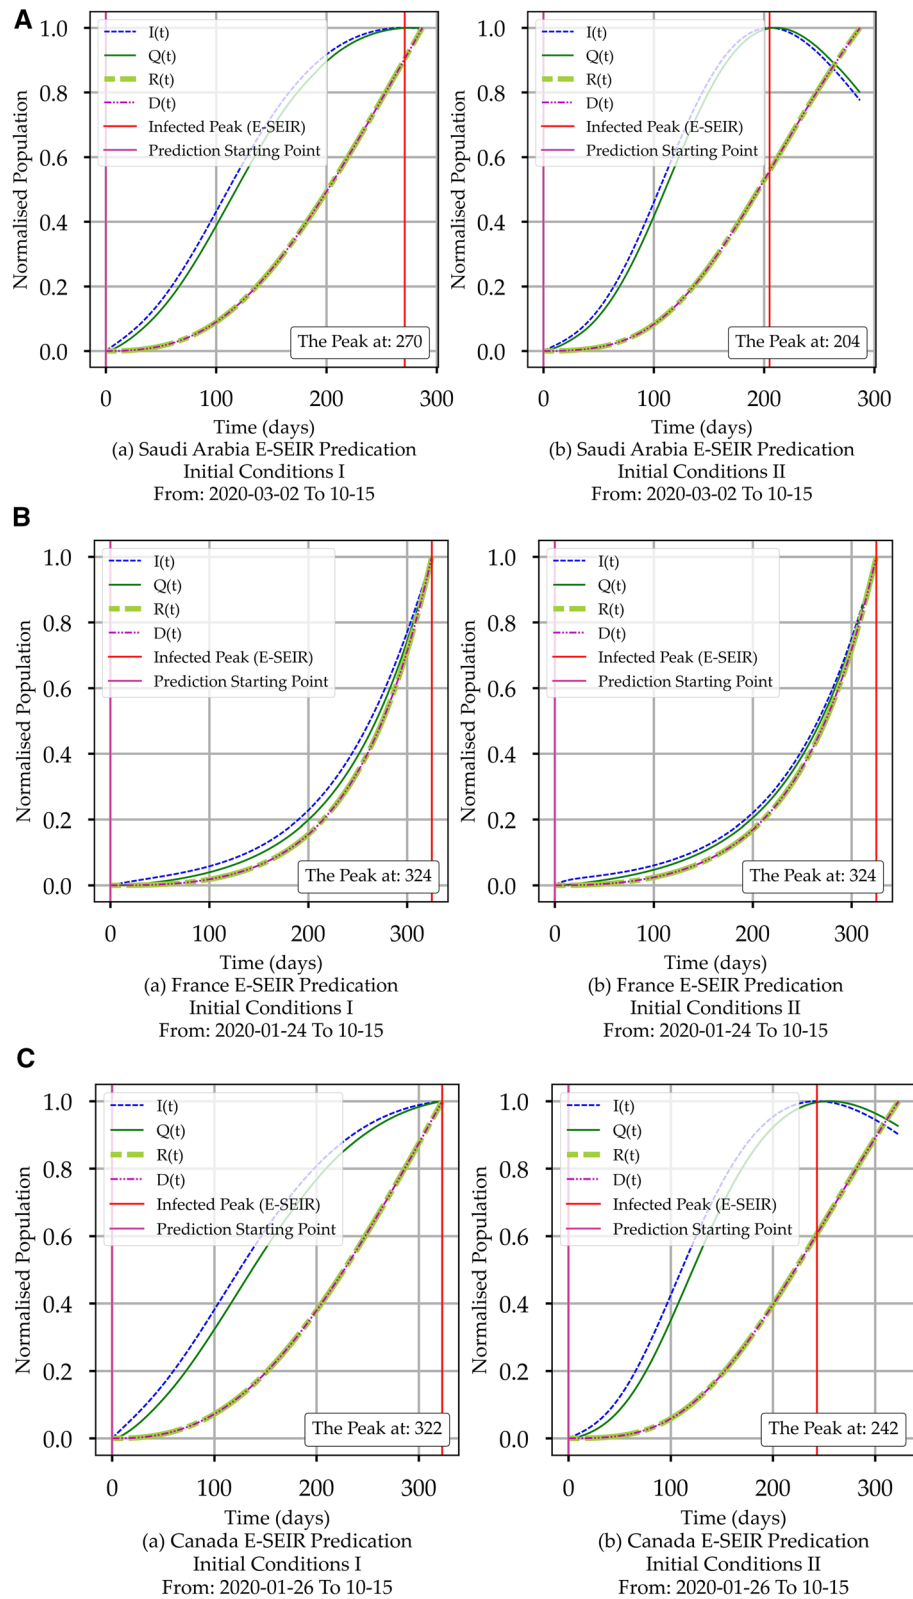 A
1.0
0.8
0.6
0.4
0.2
0.0
Normalised Population
I(t)
Q(t)
R(t)
D(t)
Infected Peak (E-SEIR)
Prediction Starting Point
The Peak at: 270
0 100 200 300
Time (days)
(a) Saudi Arabia E-SEIR Predication
Initial Conditions I
From: 2020-03-02 To 10-15
1.0
0.8
0.6
0.4
0.2
0.0
Normalised Population
I(t)
Q(t)
R(t)
D(t)
Infected Peak (E-SEIR)
Prediction Starting Point
The Peak at: 204
0 100 200 300
Time (days)
(b) Saudi Arabia E-SEIR Predication
Initial Conditions II
From: 2020-03-02 To 10-15
B
1.0
0.8
0.6
0.4
0.2
0.0
Normalised Population
I(t)
Q(t)
R(t)
D(t)
Infected Peak (E-SEIR)
Prediction Starting Point
The Peak at: 324
0 100 200 300
Time (days)
(a) France E-SEIR Predication
Initial Conditions I
From: 2020-01-24 To 10-15
1.0
0.8
0.6
0.4
0.2
0.0
Normalised Population
I(t)
Q(t)
R(t)
D(t)
Infected Peak (E-SEIR)
Prediction Starting Point
The Peak at: 324
0 100 200 300
Time (days)
(b) France E-SEIR Predication
Initial Conditions II
From: 2020-01-24 To 10-15
C
1.0
0.8
0.6
0.4
0.2
0.0
Normalised Population
I(t)
Q(t)
R(t)
D(t)
Infected Peak (E-SEIR)
Prediction Starting Point
The Peak at: 322
0 100 200 300
Time (days)
(a) Canada E-SEIR Predication
Initial Conditions I
From: 2020-01-26 To 10-15
1.0
0.8
0.6
0.4
0.2
0.0
Normalised Population
I(t)
Q(t)
R(t)
D(t)
Infected Peak (E-SEIR)
Prediction Starting Point
The Peak at: 242
0 100 200 300
Time (days)
(b) Canada E-SEIR Predication
Initial Conditions II
From: 2020-01-26 To 10-15